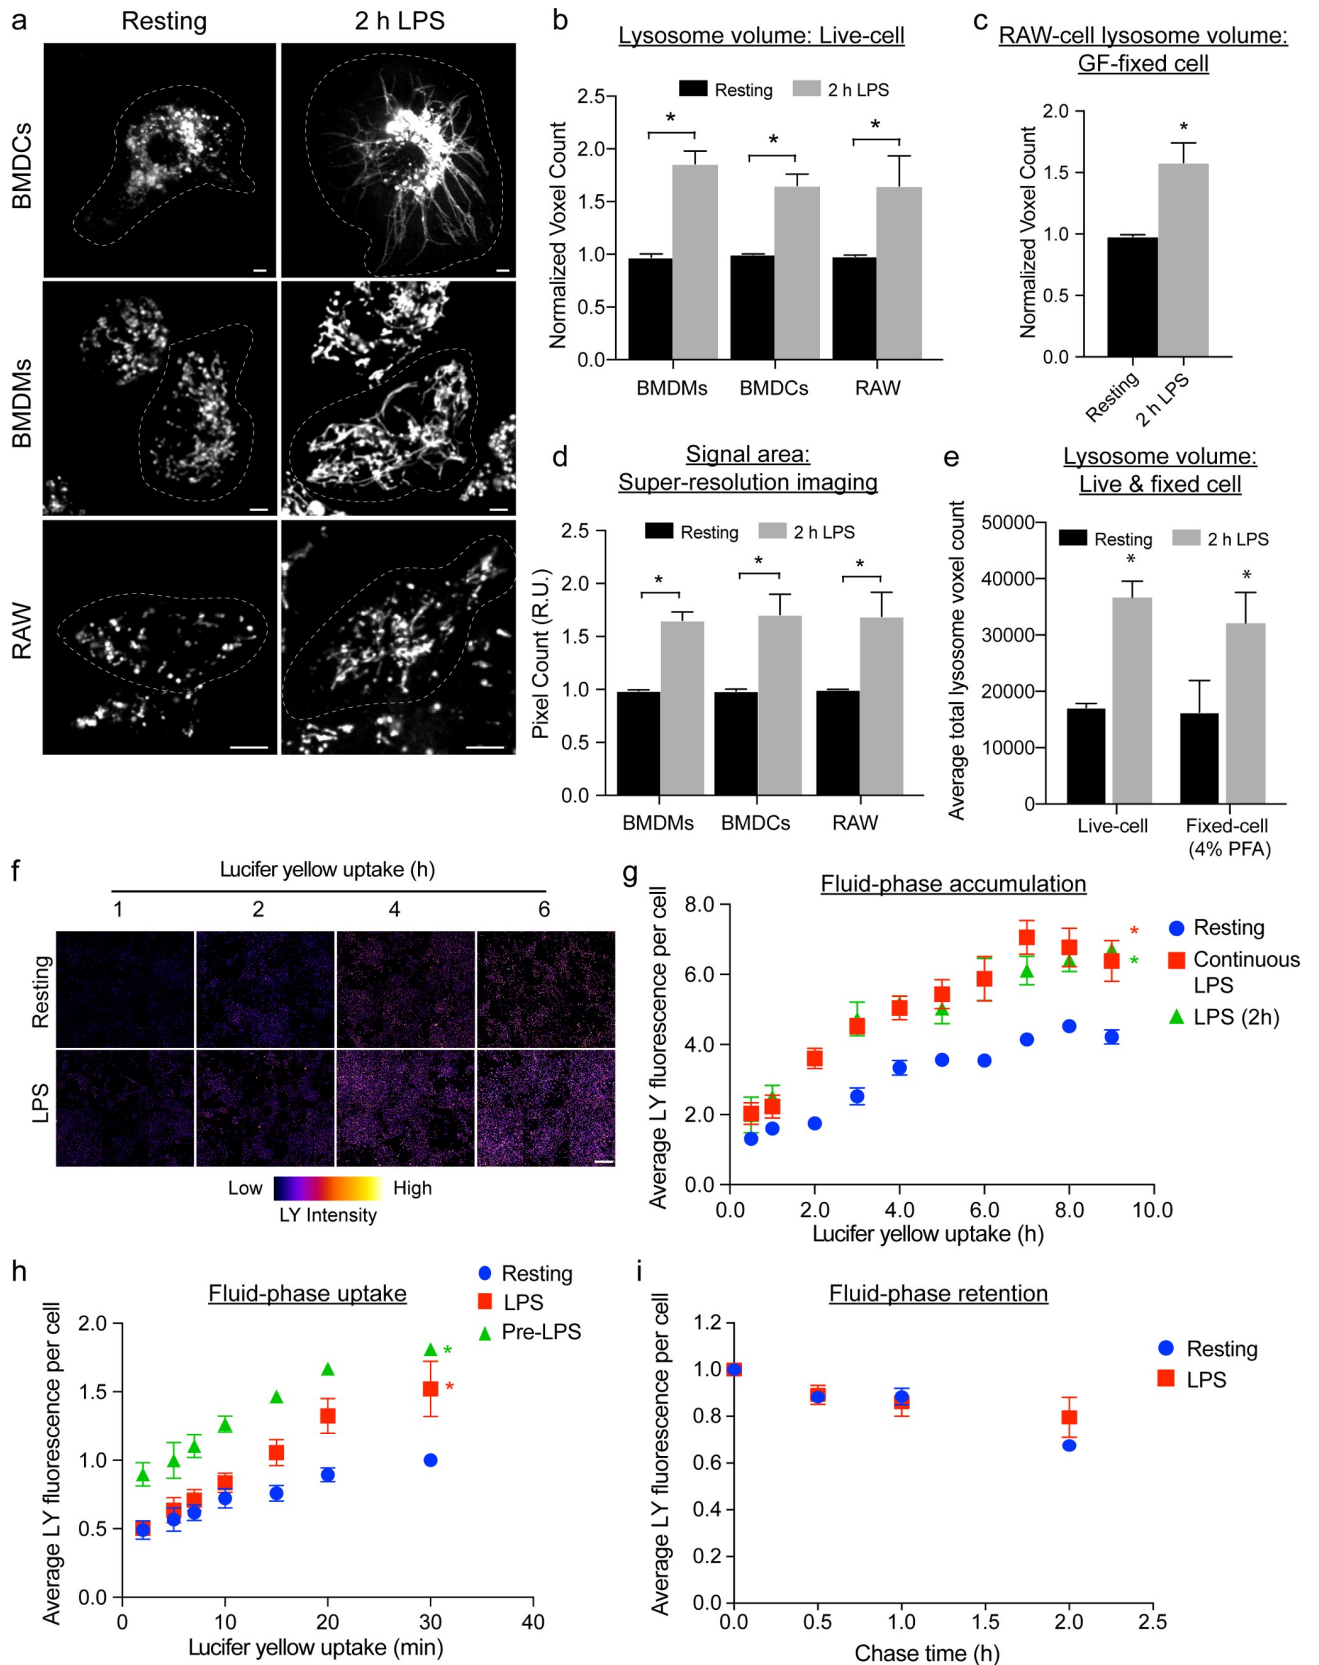 a
Resting
2 h LPS
BMDCs
BMDMs
RAW
b
Lysosome volume: Live-cell
Resting
2 h LPS
Normalized Voxel Count
2.5
2.0
1.5
1.0
0.5
0.0
*
*
*
BMDMs
BMDCs
RAW
c
RAW-cell lysosome volume:
GF-fixed cell
Normalized Voxel Count
2.0
1.5
1.0
0.5
0.0
*
Resting
2 h LPS
d
Signal area:
Super-resolution imaging
Resting
2 h LPS
Pixel Count (R.U.)
2.5
2.0
1.5
1.0
0.5
0.0
*
*
*
BMDMs
BMDCs
RAW
e
Lysosome volume:
Live & fixed cell
Resting
2 h LPS
Average total lysosome voxel count
50000
40000
30000
20000
10000
0
*
*
Live-cell
Fixed-cell
(4% PFA)
f
Lucifer yellow uptake (h)
1
2
4
6
Resting
LPS
Low
High
LY Intensity
g
Fluid-phase accumulation
Average LY fluorescence per cell
8.0
6.0
4.0
2.0
0.0
*
*
Resting
Continuous
LPS
LPS (2h)
0.0
2.0
4.0
6.0
8.0
10.0
Lucifer yellow uptake (h)
h
Fluid-phase uptake
Resting
LPS
Pre-LPS
Average LY fluorescence per cell
2.0
1.5
1.0
0.5
0.0
*
*
0
10
20
30
40
Lucifer yellow uptake (min)
i
Fluid-phase retention
Resting
LPS
Average LY fluorescence per cell
1.2
1.0
0.8
0.6
0.4
0.2
0.0
0.0
0.5
1.0
1.5
2.0
2.5
Chase time (h)